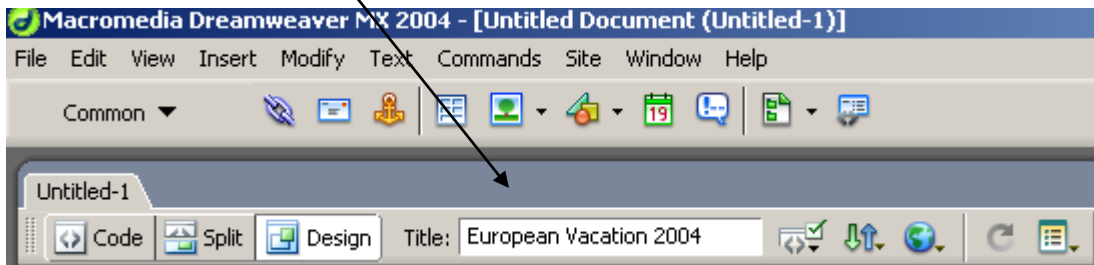 Macromedia Dreamweaver MX 2004 - [Untitled Document (Untitled-1)]
File Edit View Insert Modify Text Commands Site Window Help
Common
19
Untitled-1
Code Split Design Title: European Vacation 2004